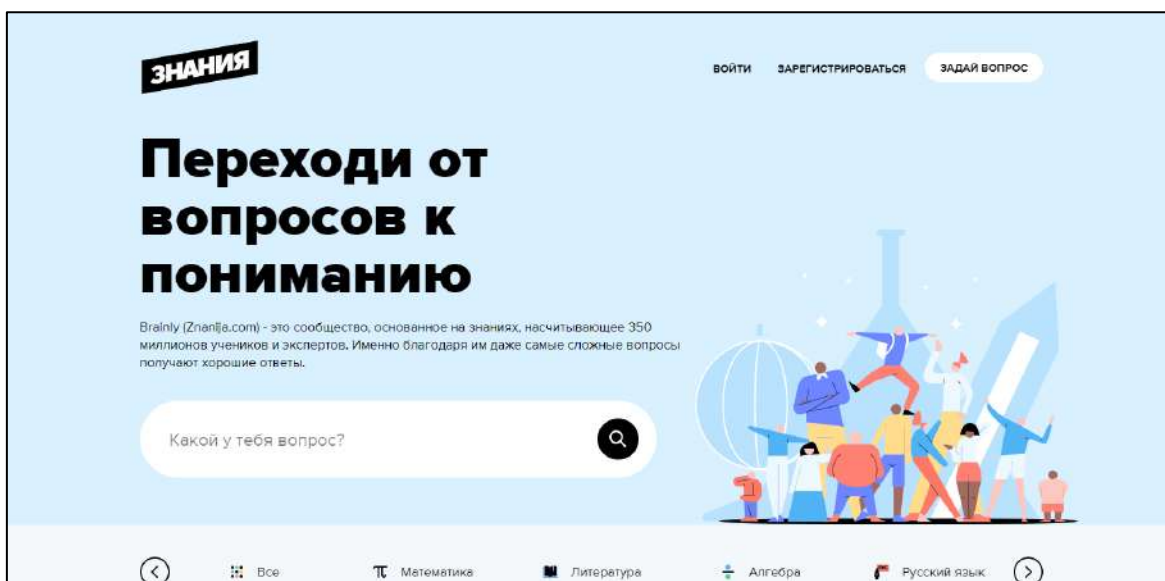 ЗНАНИЯ
ВОЙТИ ЗАРЕГИСТРИРОВАТЬСЯ ЗАДАЙ ВОПРОС
Переходи от
вопросов к
пониманию
Brainly (Znanija.com) - это сообщество, основанное на знаниях, насчитывающее 350
миллионов учеников и экспертов. Именно благодаря им даже самые сложные вопросы
получают хорошие ответы.
Какой у тебя вопрос?
Все Математика Литература Алгебра Русский язык